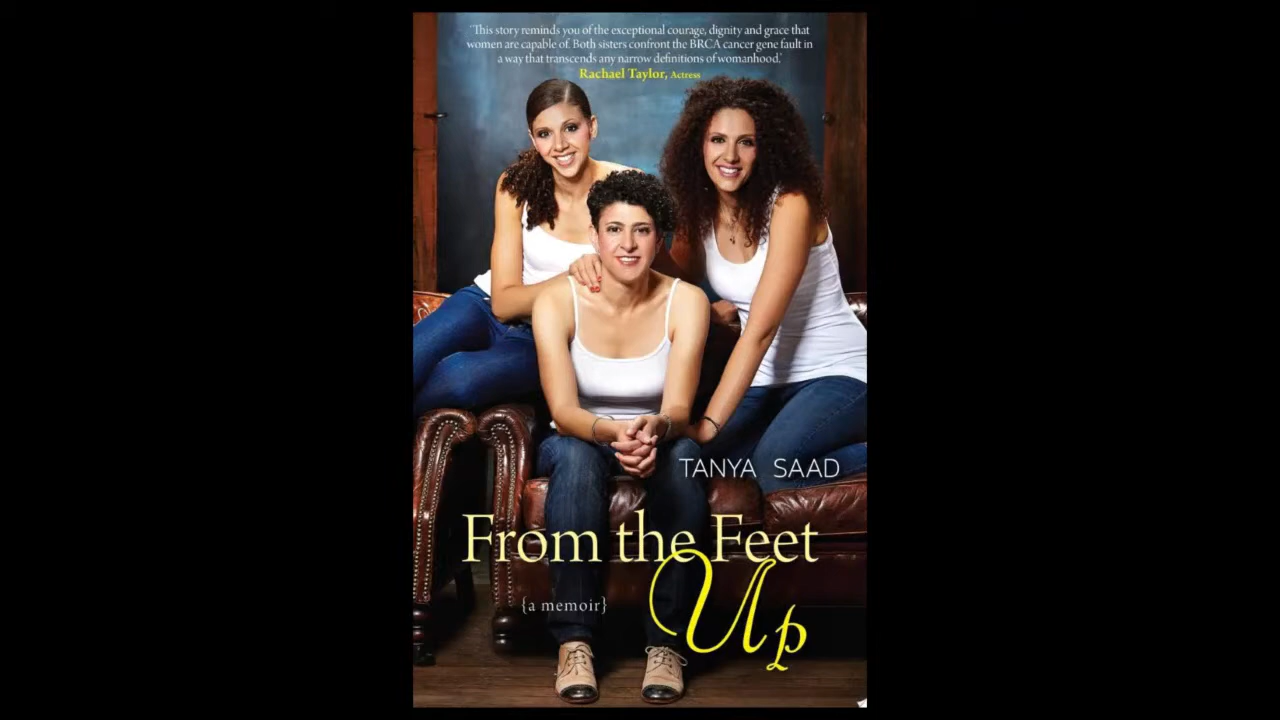 'This story reminds you of the exceptional courage, dignity and grace that
women are capable of. Both sisters confront the BRCA cancer gene fault in
a way that transcends any narrow definitions of womanhood.'
Rachael Taylor, Actress
TANYA SAAD
From the Feet
Up
{a memoir}